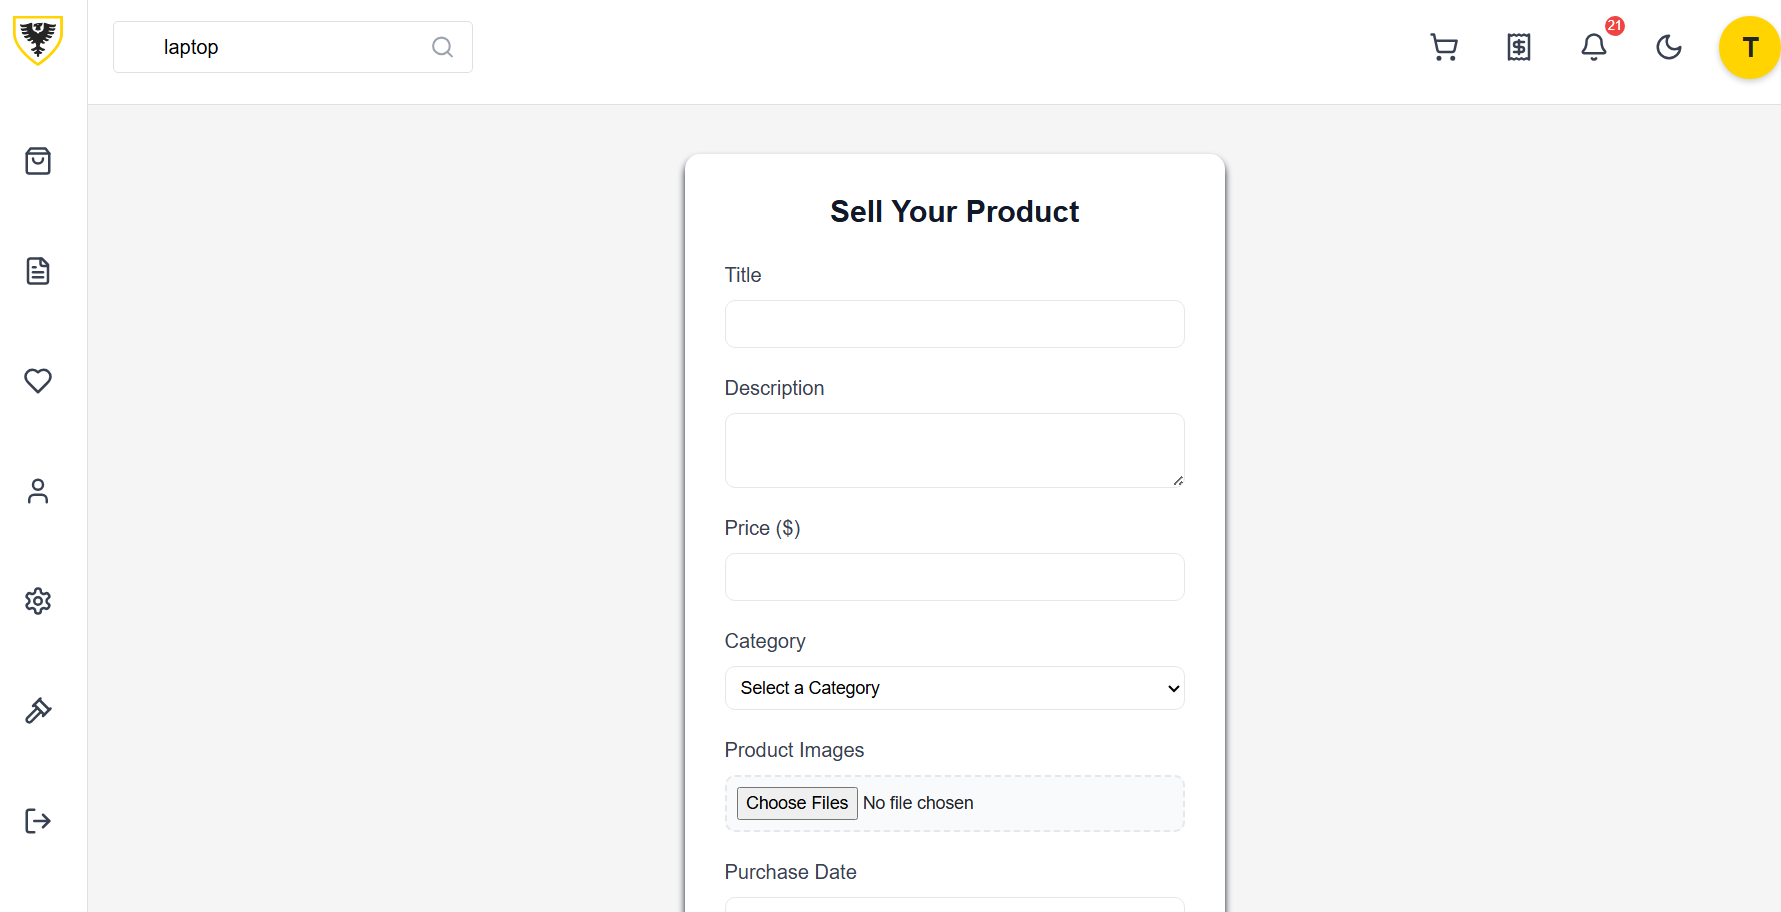 laptop
21
T
Sell Your Product
Title
Description
Price ($)
Category
Select a Category
Product Images
Choose Files No file chosen
Purchase Date